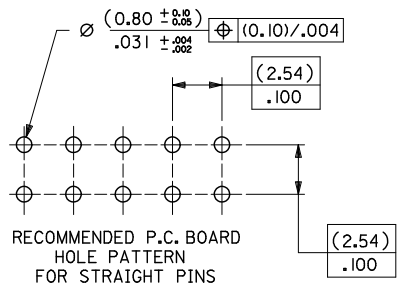 ⌀ (0.80 +0.10 -0.05)
.031 +.004 -.002
⌖ (0.10)/.004
(2.54)
.100
(2.54)
.100
RECOMMENDED P.C. BOARD
HOLE PATTERN
FOR STRAIGHT PINS